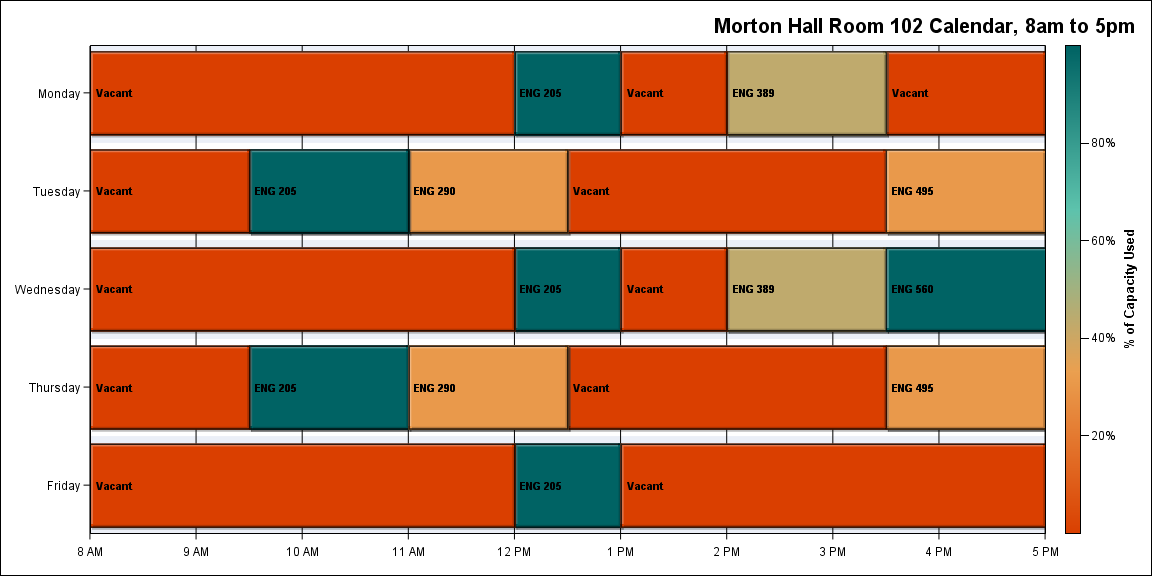 Morton Hall Room 102 Calendar, 8am to 5pm
Monday
Vacant
ENG 205
Vacant
ENG 389
Vacant
Tuesday
Vacant
ENG 205
ENG 290
Vacant
ENG 495
Wednesday
Vacant
ENG 205
Vacant
ENG 389
ENG 560
Thursday
Vacant
ENG 205
ENG 290
Vacant
ENG 495
Friday
Vacant
ENG 205
Vacant
8 AM
9 AM
10 AM
11 AM
12 PM
1 PM
2 PM
3 PM
4 PM
5 PM
80%
60%
40%
20%
% of Capacity Used